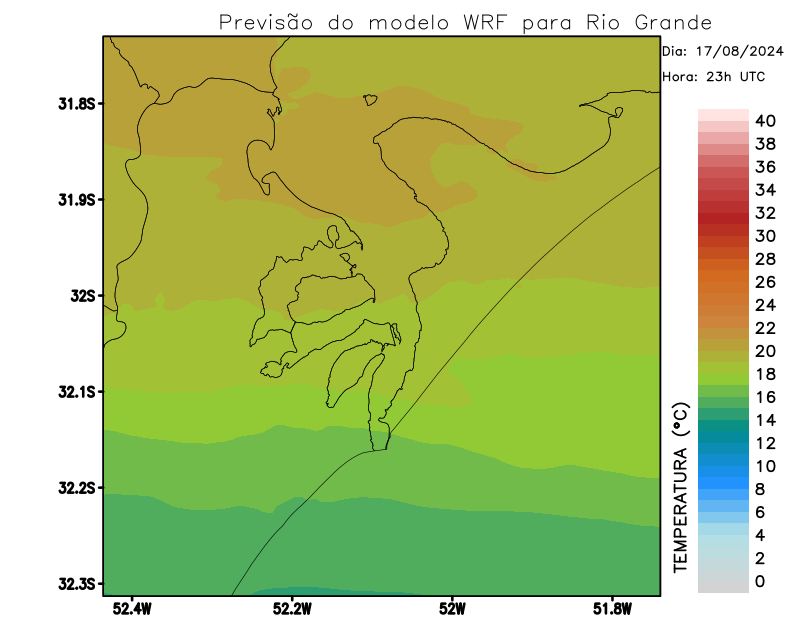 Previsão do modelo WRF para Rio Grande
Dia: 17/08/2024
Hora: 23h UTC
31.8S
31.9S
32S
32.1S
32.2S
32.3S
52.4W
52.2W
52W
51.8W
TEMPERATURA (°C)
40
38
36
34
32
30
28
26
24
22
20
18
16
14
12
10
8
6
4
2
0